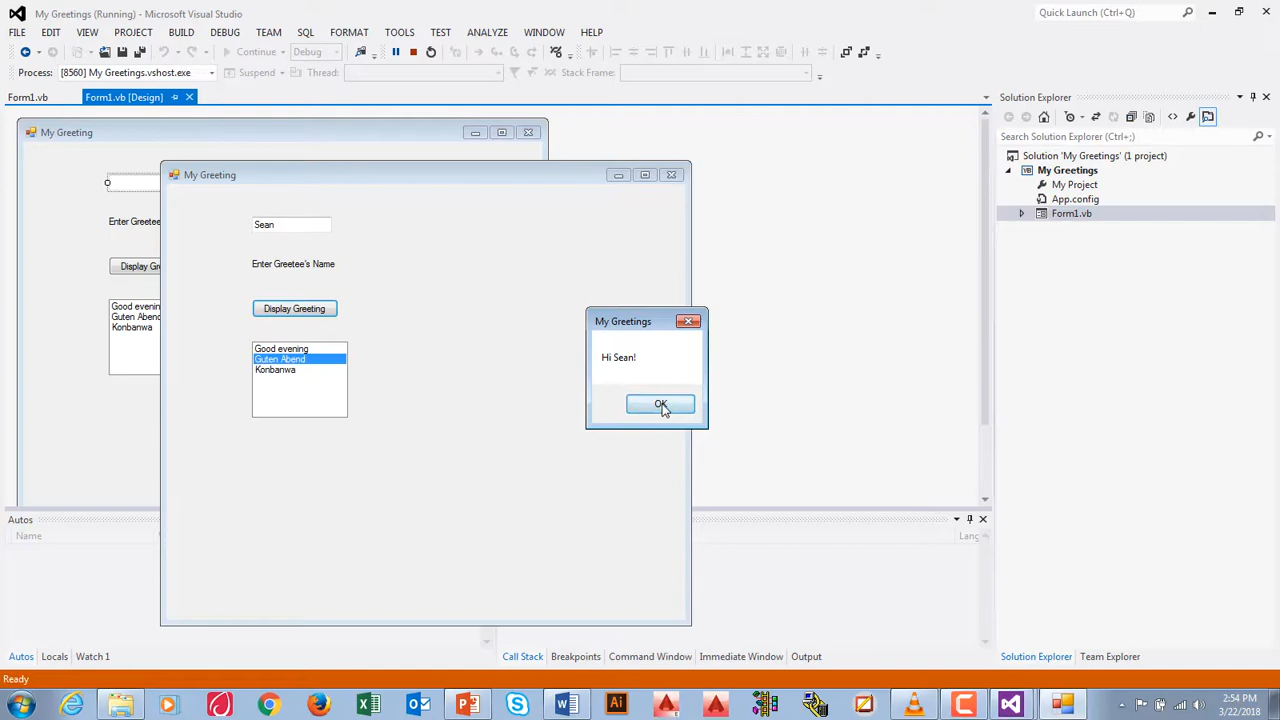 My Greetings (Running) - Microsoft Visual Studio
Quick Launch (Ctrl+Q)
FILE EDIT VIEW PROJECT BUILD DEBUG TEAM SQL FORMAT TOOLS TEST ANALYZE WINDOW HELP
Continue Debug
Process: [8560] My Greetings.vshost.exe Suspend Thread: Stack Frame:
Form1.vb Form1.vb [Design]
Solution Explorer
Search Solution Explorer (Ctrl+;)
Solution 'My Greetings' (1 project)
VB My Greetings
My Project
App.config
Form1.vb
My Greeting
Enter Greetee
Display Gr
Good evenin
Guten Abend
Konbanwa
My Greeting
Sean
Enter Greetee's Name
Display Greeting
Good evening
Guten Abend
Konbanwa
My Greetings
Hi Sean!
OK
Autos
Name
Lang
Autos Locals Watch 1
Call Stack Breakpoints Command Window Immediate Window Output
Solution Explorer Team Explorer
Ready
2:54 PM
3/22/2018